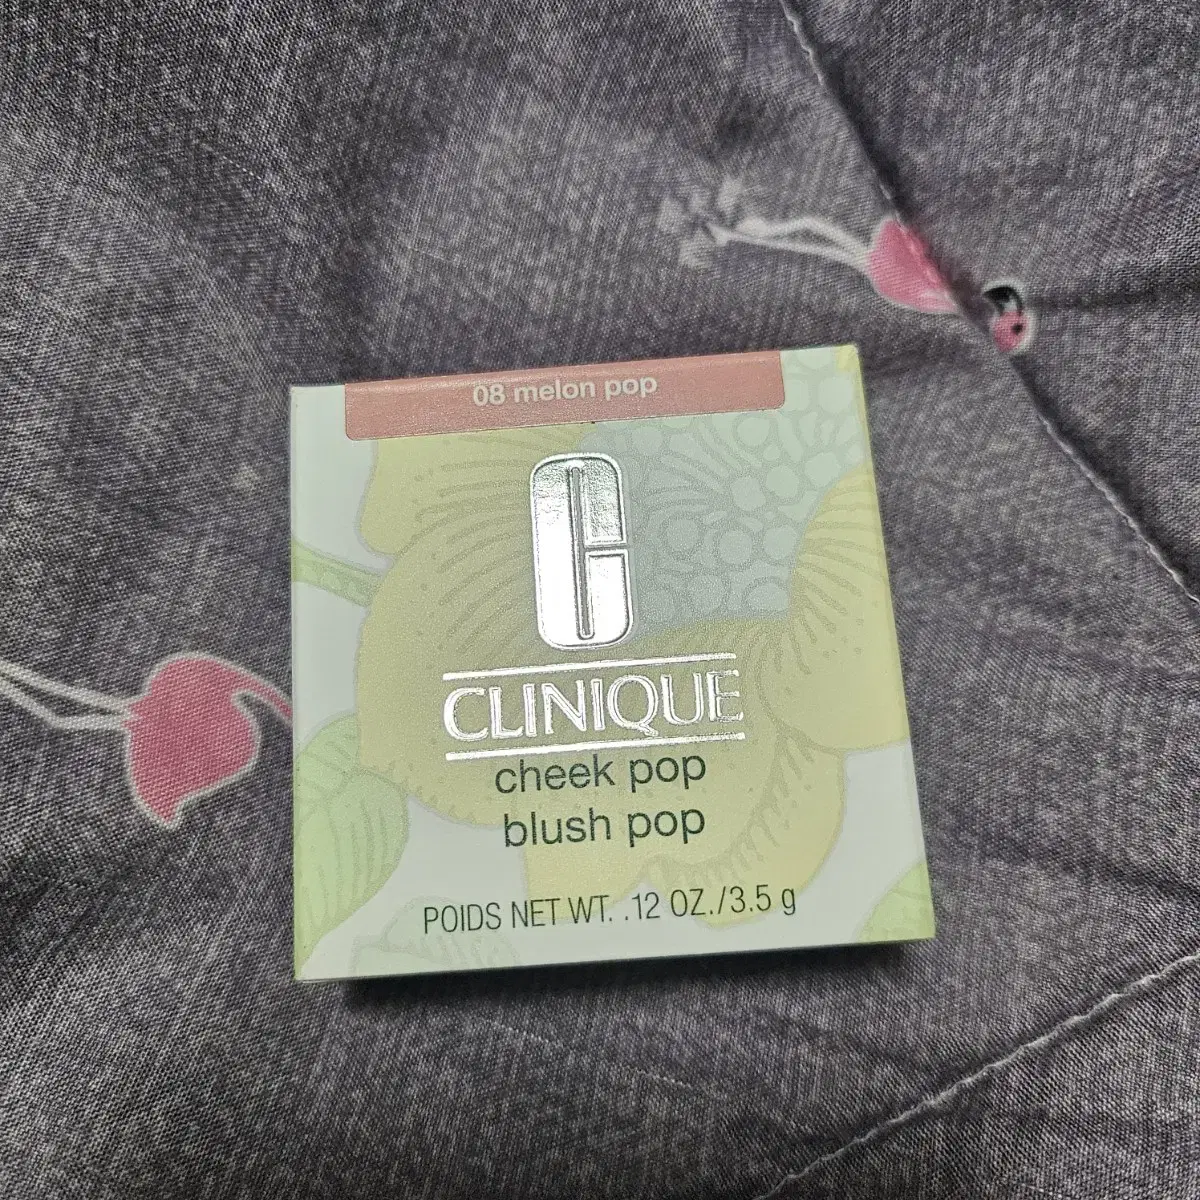 08 melon pop
CLINIQUE
cheek pop
blush pop
POIDS NET WT. .12 OZ./3.5 g